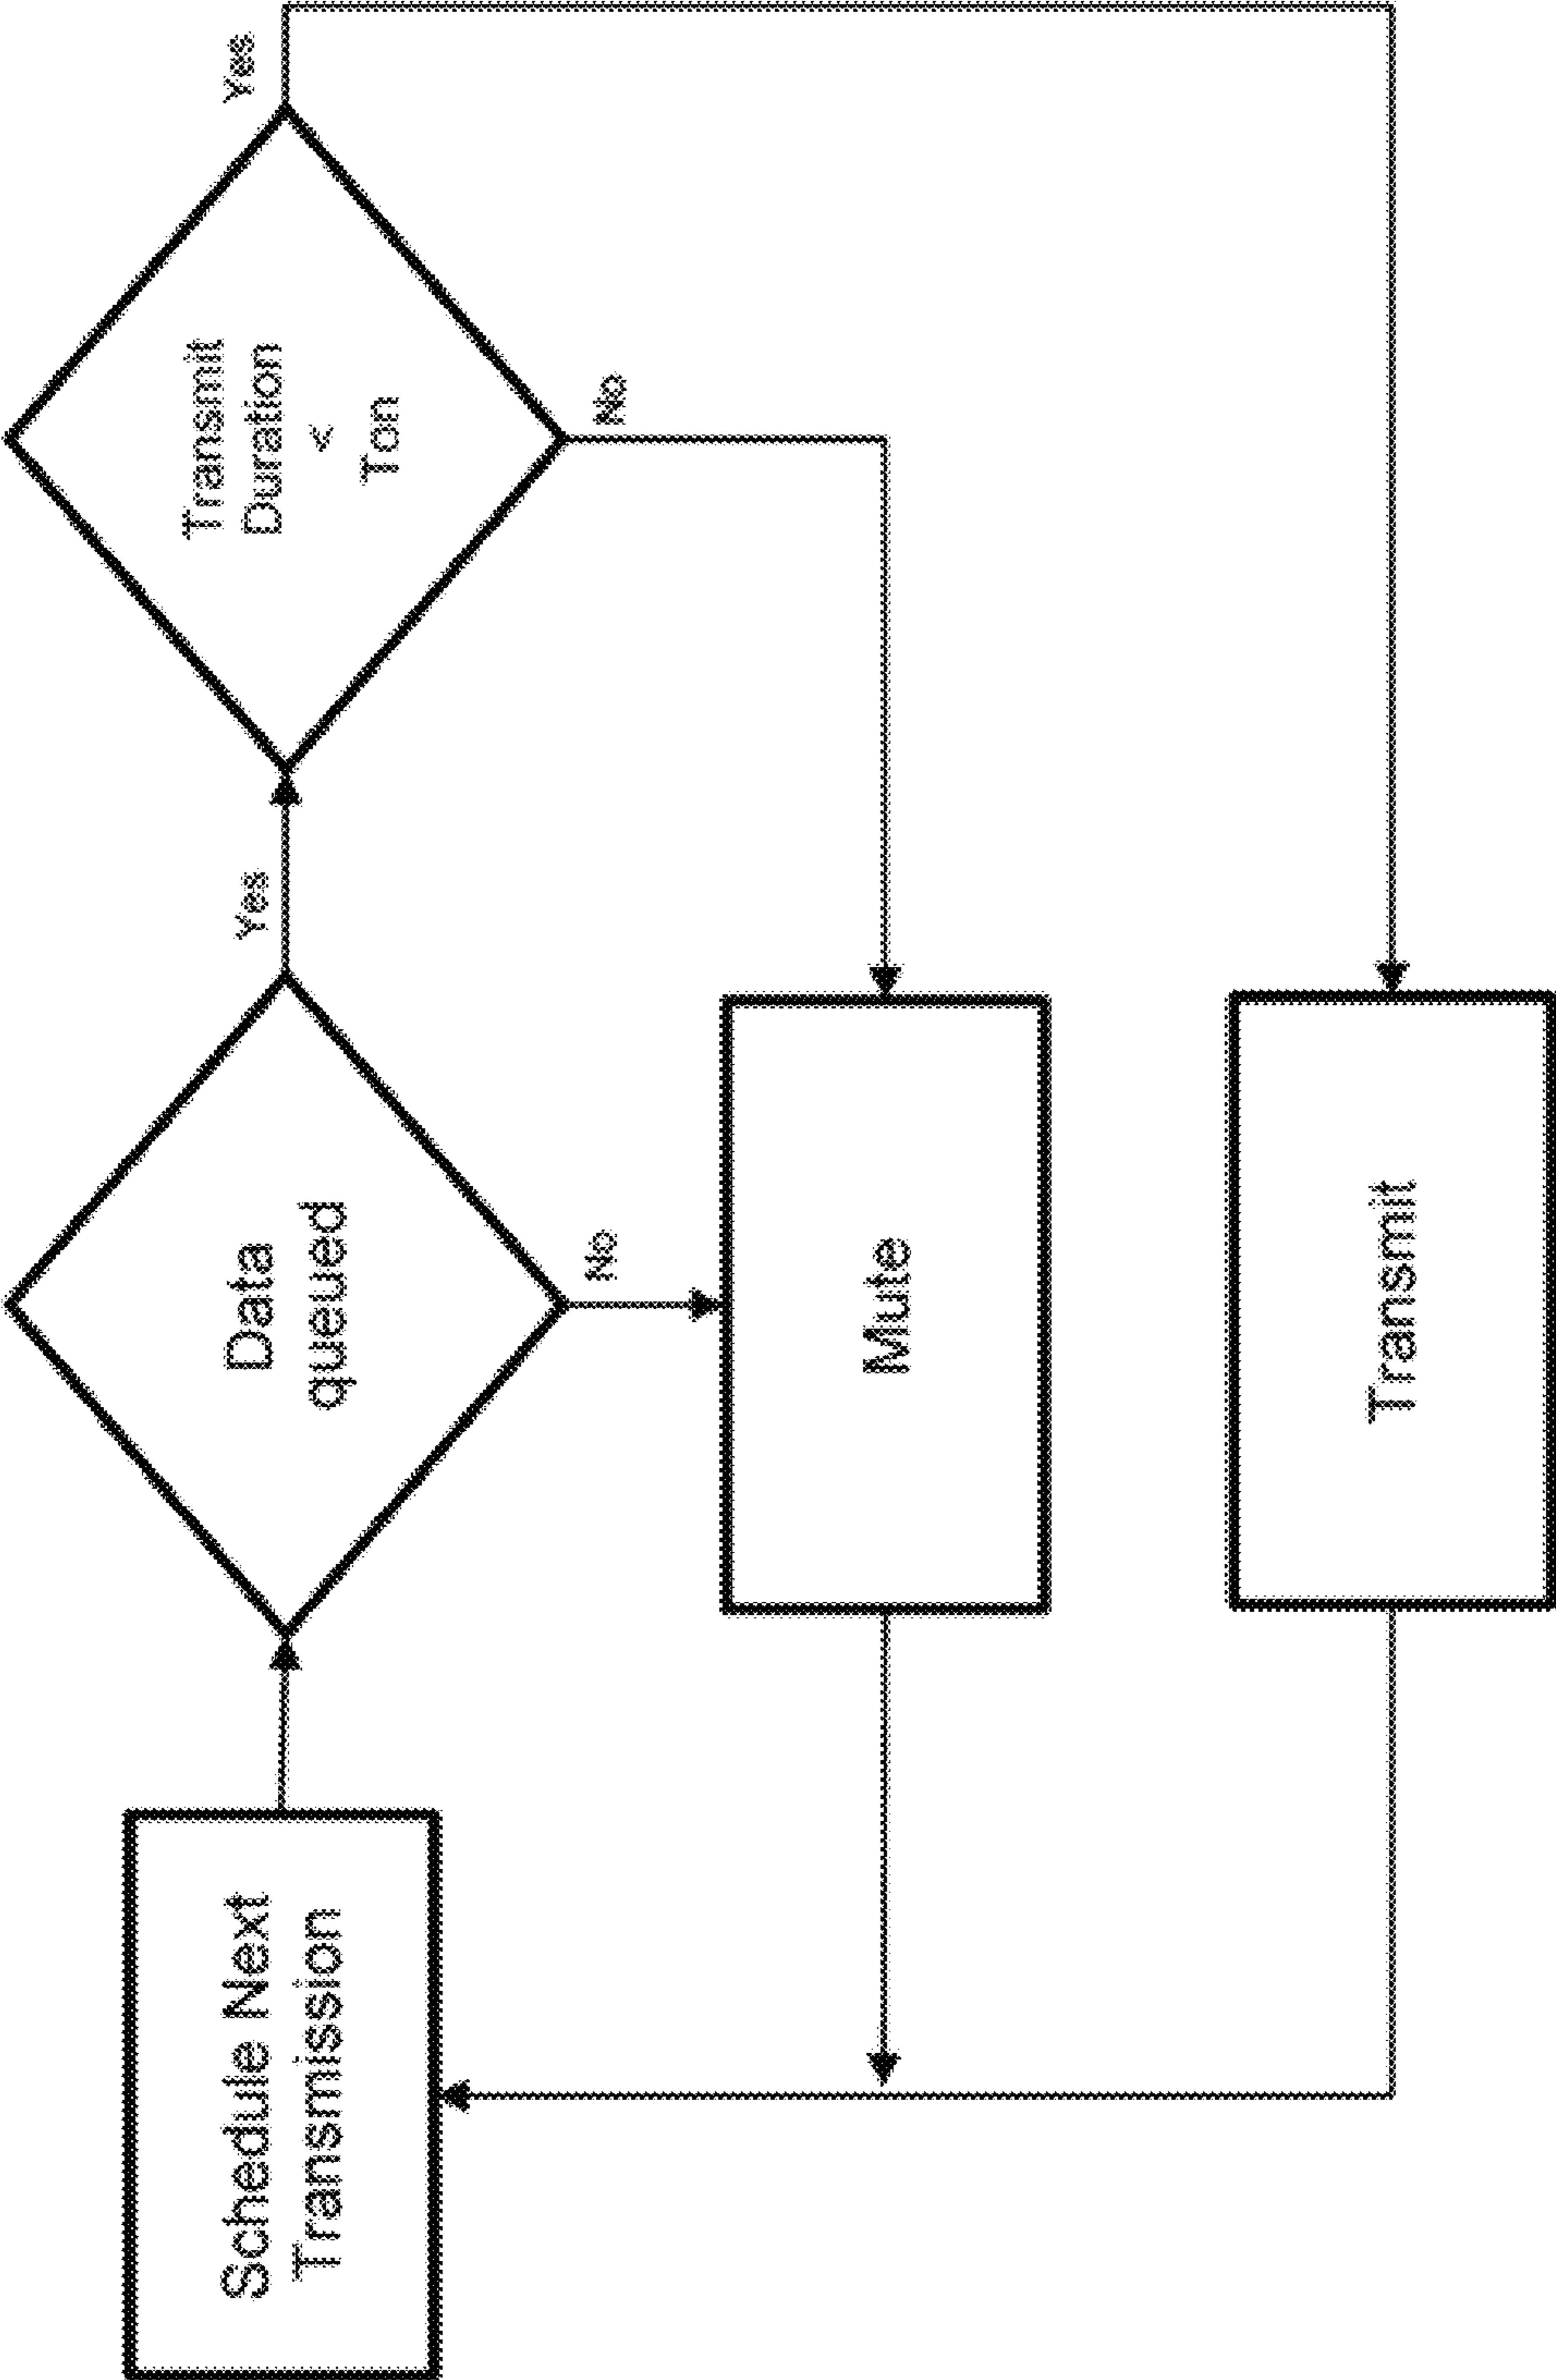 Schedule Next
Transmission
Data
queued
Yes
No
Transmit
Duration
<
Ton
Yes
No
Mute
Transmit